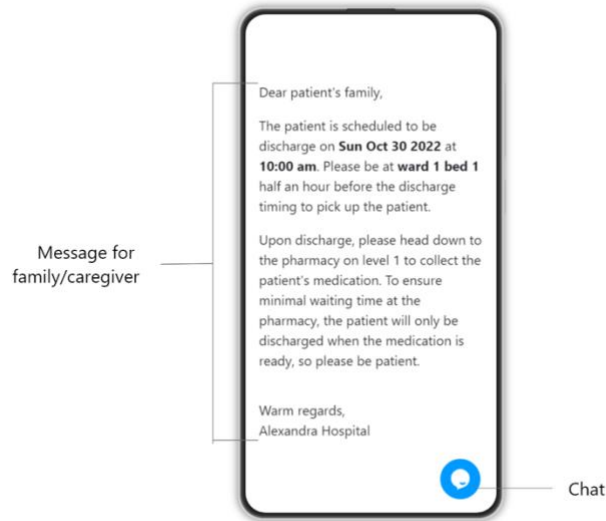 Dear patient's family,
The patient is scheduled to be
discharge on Sun Oct 30 2022 at
10:00 am. Please be at ward 1 bed 1
half an hour before the discharge
timing to pick up the patient.
Upon discharge, please head down to
the pharmacy on level 1 to collect the
patient's medication. To ensure
minimal waiting time at the
pharmacy, the patient will only be
discharged when the medication is
ready, so please be patient.
Warm regards,
Alexandra Hospital
Message for
family/caregiver
Chat